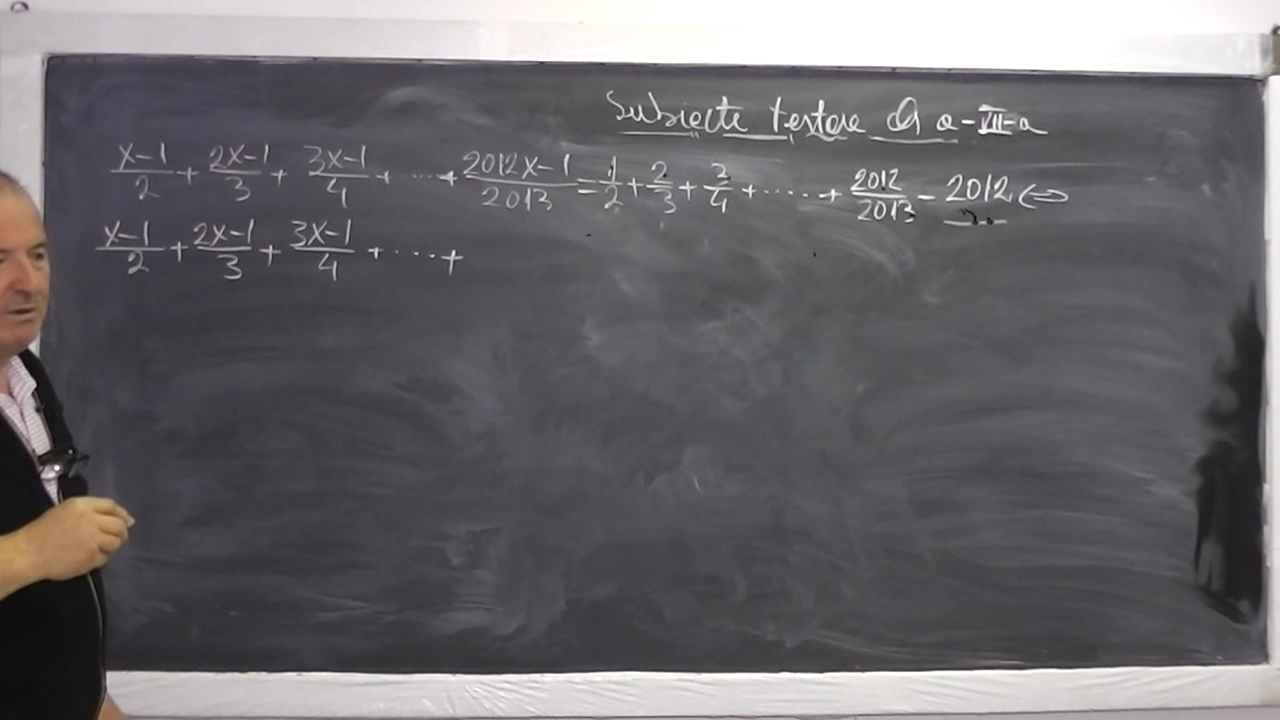 Subiecte testare cls a-VII-a
x-1/2 + 2x-1/3 + 3x-1/4 + ..... + 2012x-1/2013 = 1/2 + 2/3 + 3/4 + ...... + 2012/2013 - 2012 ⇔
x-1/2 + 2x-1/3 + 3x-1/4 + ....+